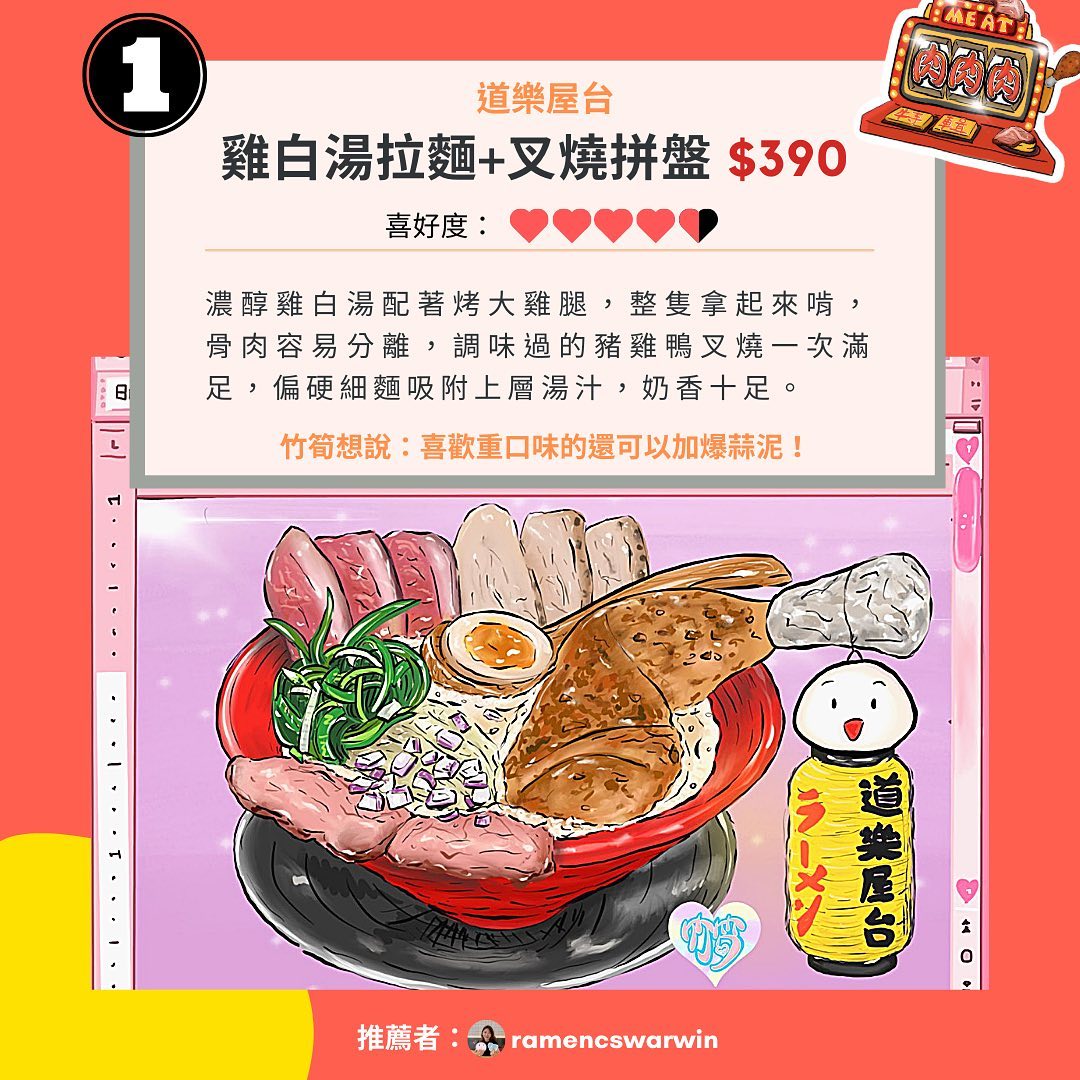 1
MEAT
肉肉肉
道樂屋台
雞白湯拉麵+叉燒拼盤 $390
喜好度：
濃醇雞白湯配著烤大雞腿，整隻拿起來啃，
骨肉容易分離，調味過的豬雞鴨叉燒一次滿
足，偏硬細麵吸附上層湯汁，奶香十足。
竹筍想說：喜歡重口味的還可以加爆蒜泥！
道樂屋台
ラーメン
竹筍
推薦者：ramencswarwin